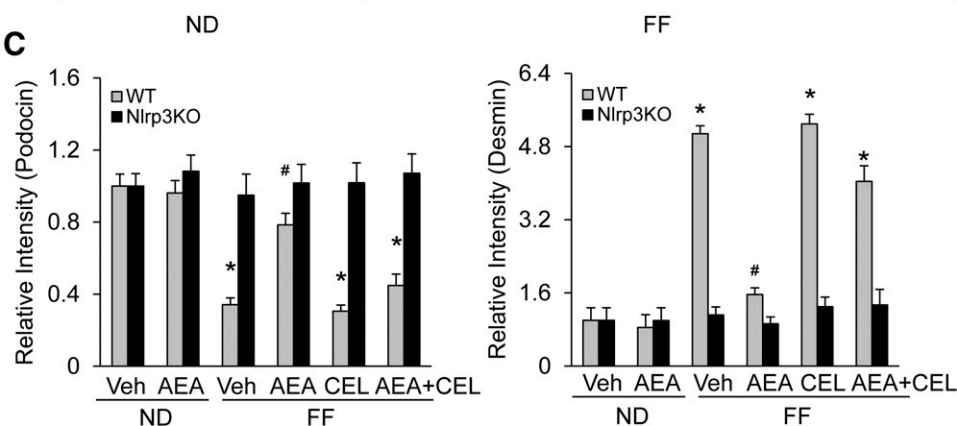 ND FF
C
1.6
1.2
0.8
0.4
0
Relative Intensity (Podocin)
WT
Nlrp3KO
*
#
*
*
Veh AEA Veh AEA CEL AEA+CEL
ND FF
6.4
4.8
3.2
1.6
0
Relative Intensity (Desmin)
WT
Nlrp3KO
*
#
*
*
Veh AEA Veh AEA CEL AEA+CEL
ND FF